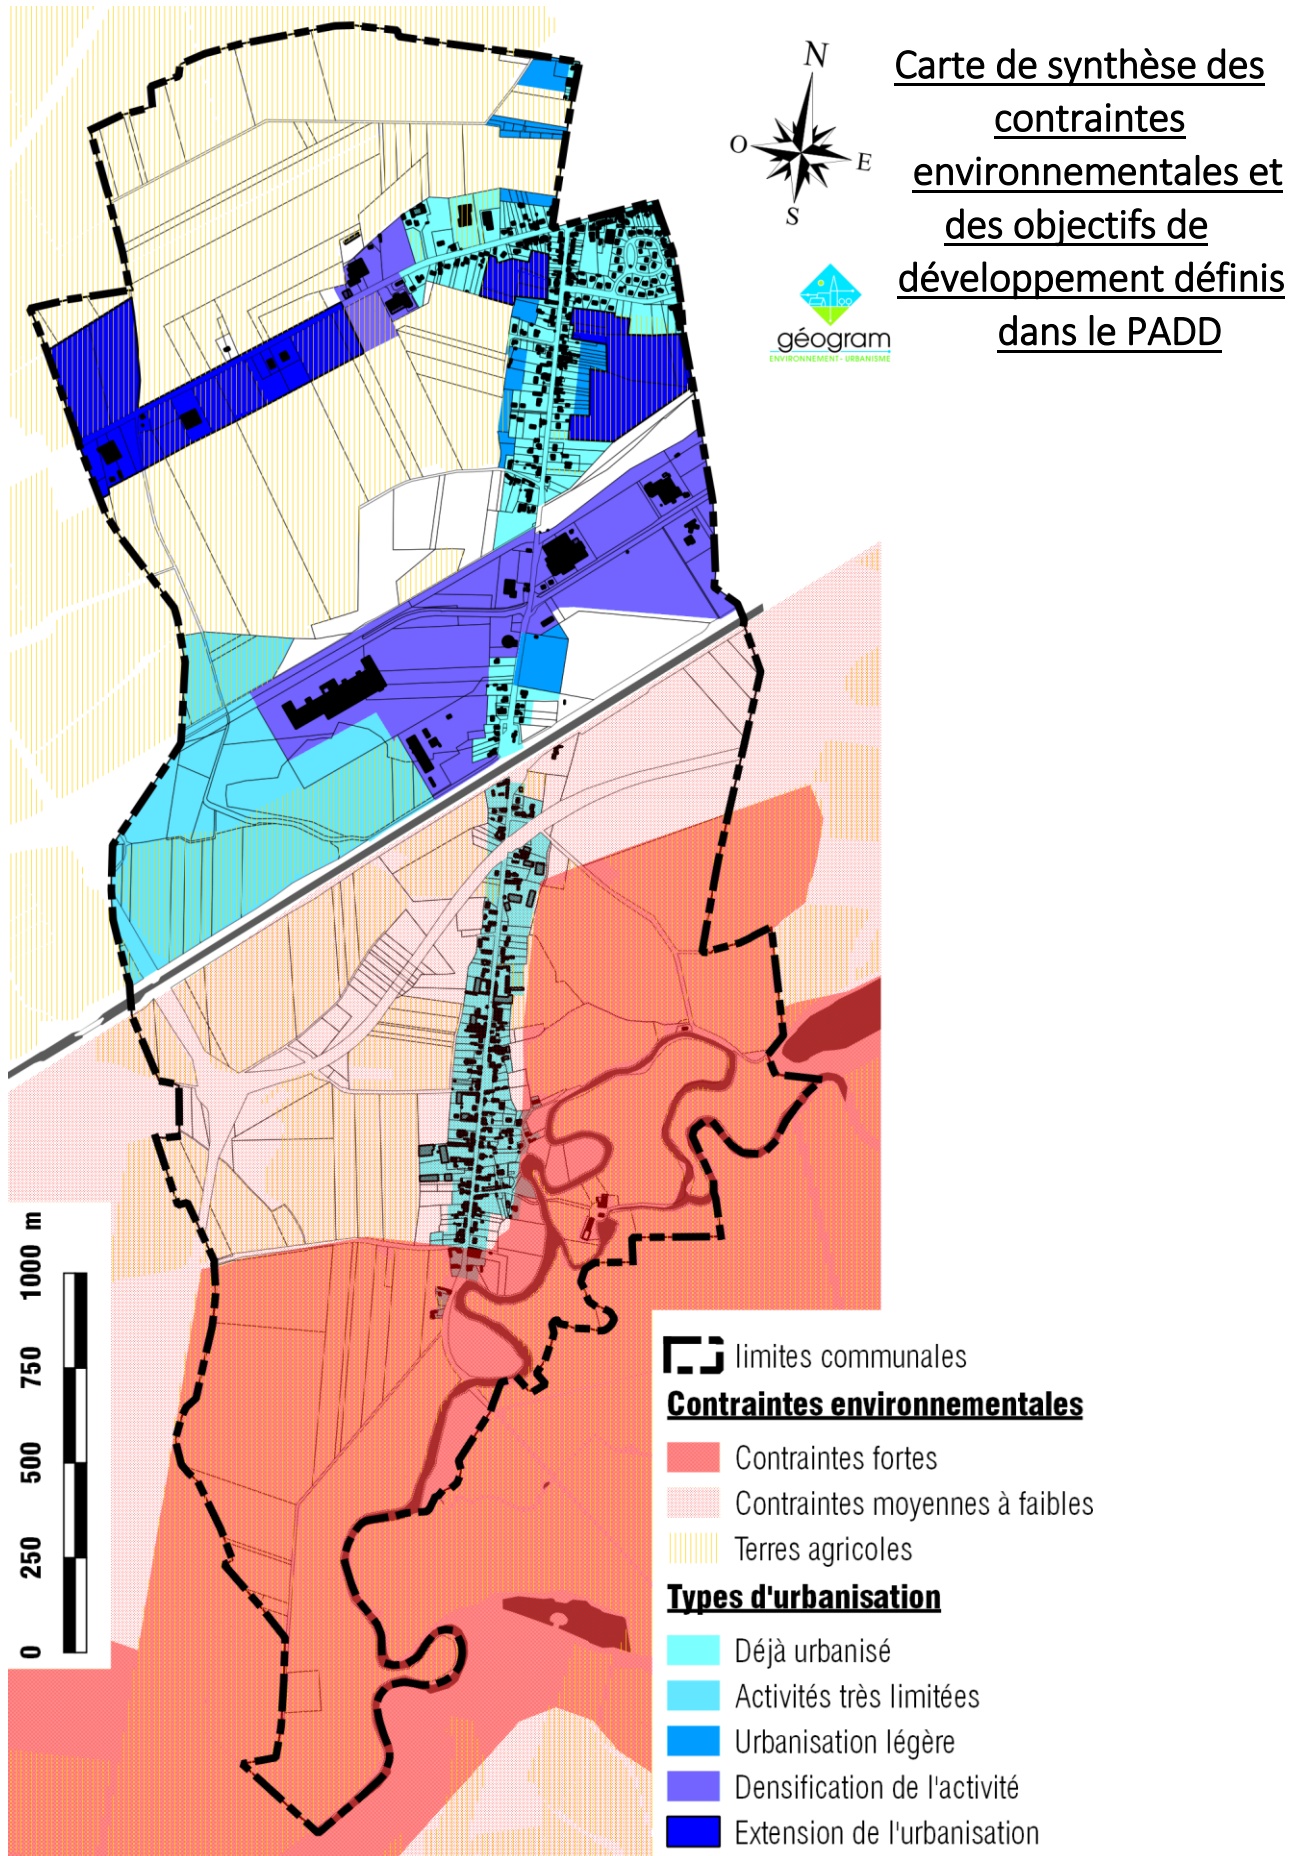 Carte de synthèse des
contraintes
environnementales et
des objectifs de
développement définis
dans le PADD
N
O
E
S
géogram
ENVIRONNEMENT - URBANISME
0 250 500 750 1000 m
limites communales
Contraintes environnementales
Contraintes fortes
Contraintes moyennes à faibles
Terres agricoles
Types d'urbanisation
Déjà urbanisé
Activités très limitées
Urbanisation légère
Densification de l'activité
Extension de l'urbanisation